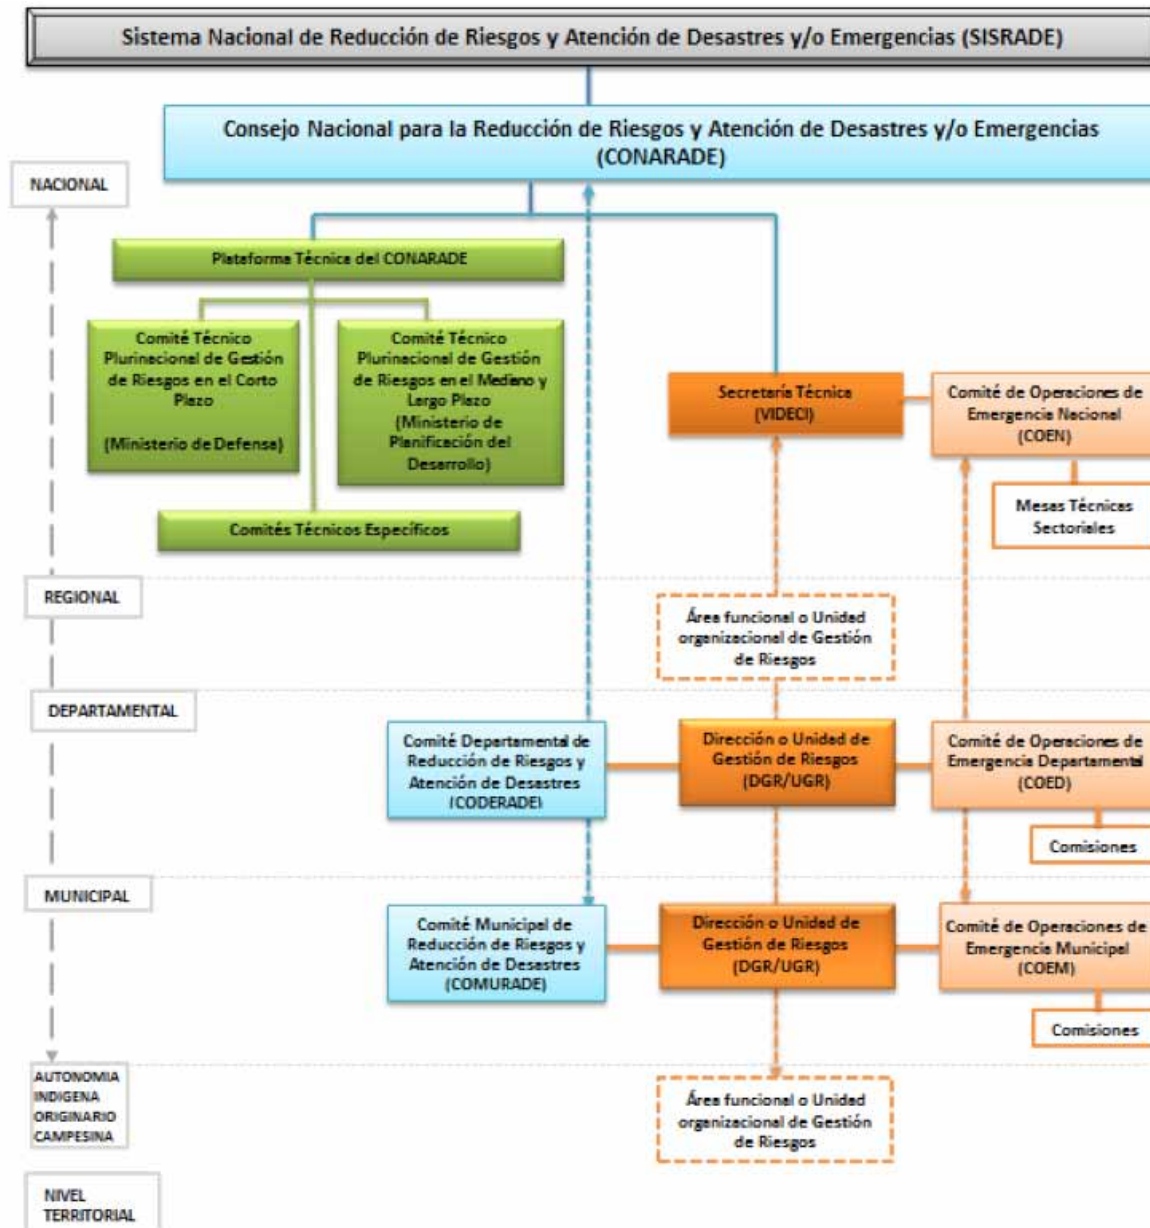 Sistema Nacional de Reducción de Riesgos y Atención de Desastres y/o Emergencias (SISRADE)
Consejo Nacional para la Reducción de Riesgos y Atención de Desastres y/o Emergencias
(CONARADE)
NACIONAL
Plataforma Técnica del CONARADE
Comité Técnico
Plurinacional de Gestión
de Riesgos en el Corto
Plazo
(Ministerio de Defensa)
Comité Técnico
Plurinacional de Gestión
de Riesgos en el Mediano y
Largo Plazo
(Ministerio de
Planificación del
Desarrollo)
Secretaría Técnica
(VIDECI)
Comité de Operaciones de
Emergencia Nacional
(COEN)
Mesas Técnicas
Sectoriales
Comités Técnicos Específicos
REGIONAL
Área funcional o Unidad
organizacional de Gestión
de Riesgos
DEPARTAMENTAL
Comité Departamental de
Reducción de Riesgos y
Atención de Desastres
(CODERADE)
Dirección o Unidad de
Gestión de Riesgos
(DGR/UGR)
Comité de Operaciones de
Emergencia Departamental
(COED)
Comisiones
MUNICIPAL
Comité Municipal de
Reducción de Riesgos y
Atención de Desastres
(COMURADE)
Dirección o Unidad de
Gestión de Riesgos
(DGR/UGR)
Comité de Operaciones de
Emergencia Municipal
(COEM)
Comisiones
AUTONOMIA
INDIGENA
ORIGINARIO
CAMPESINA
Área funcional o Unidad
organizacional de Gestión
de Riesgos
NIVEL
TERRITORIAL